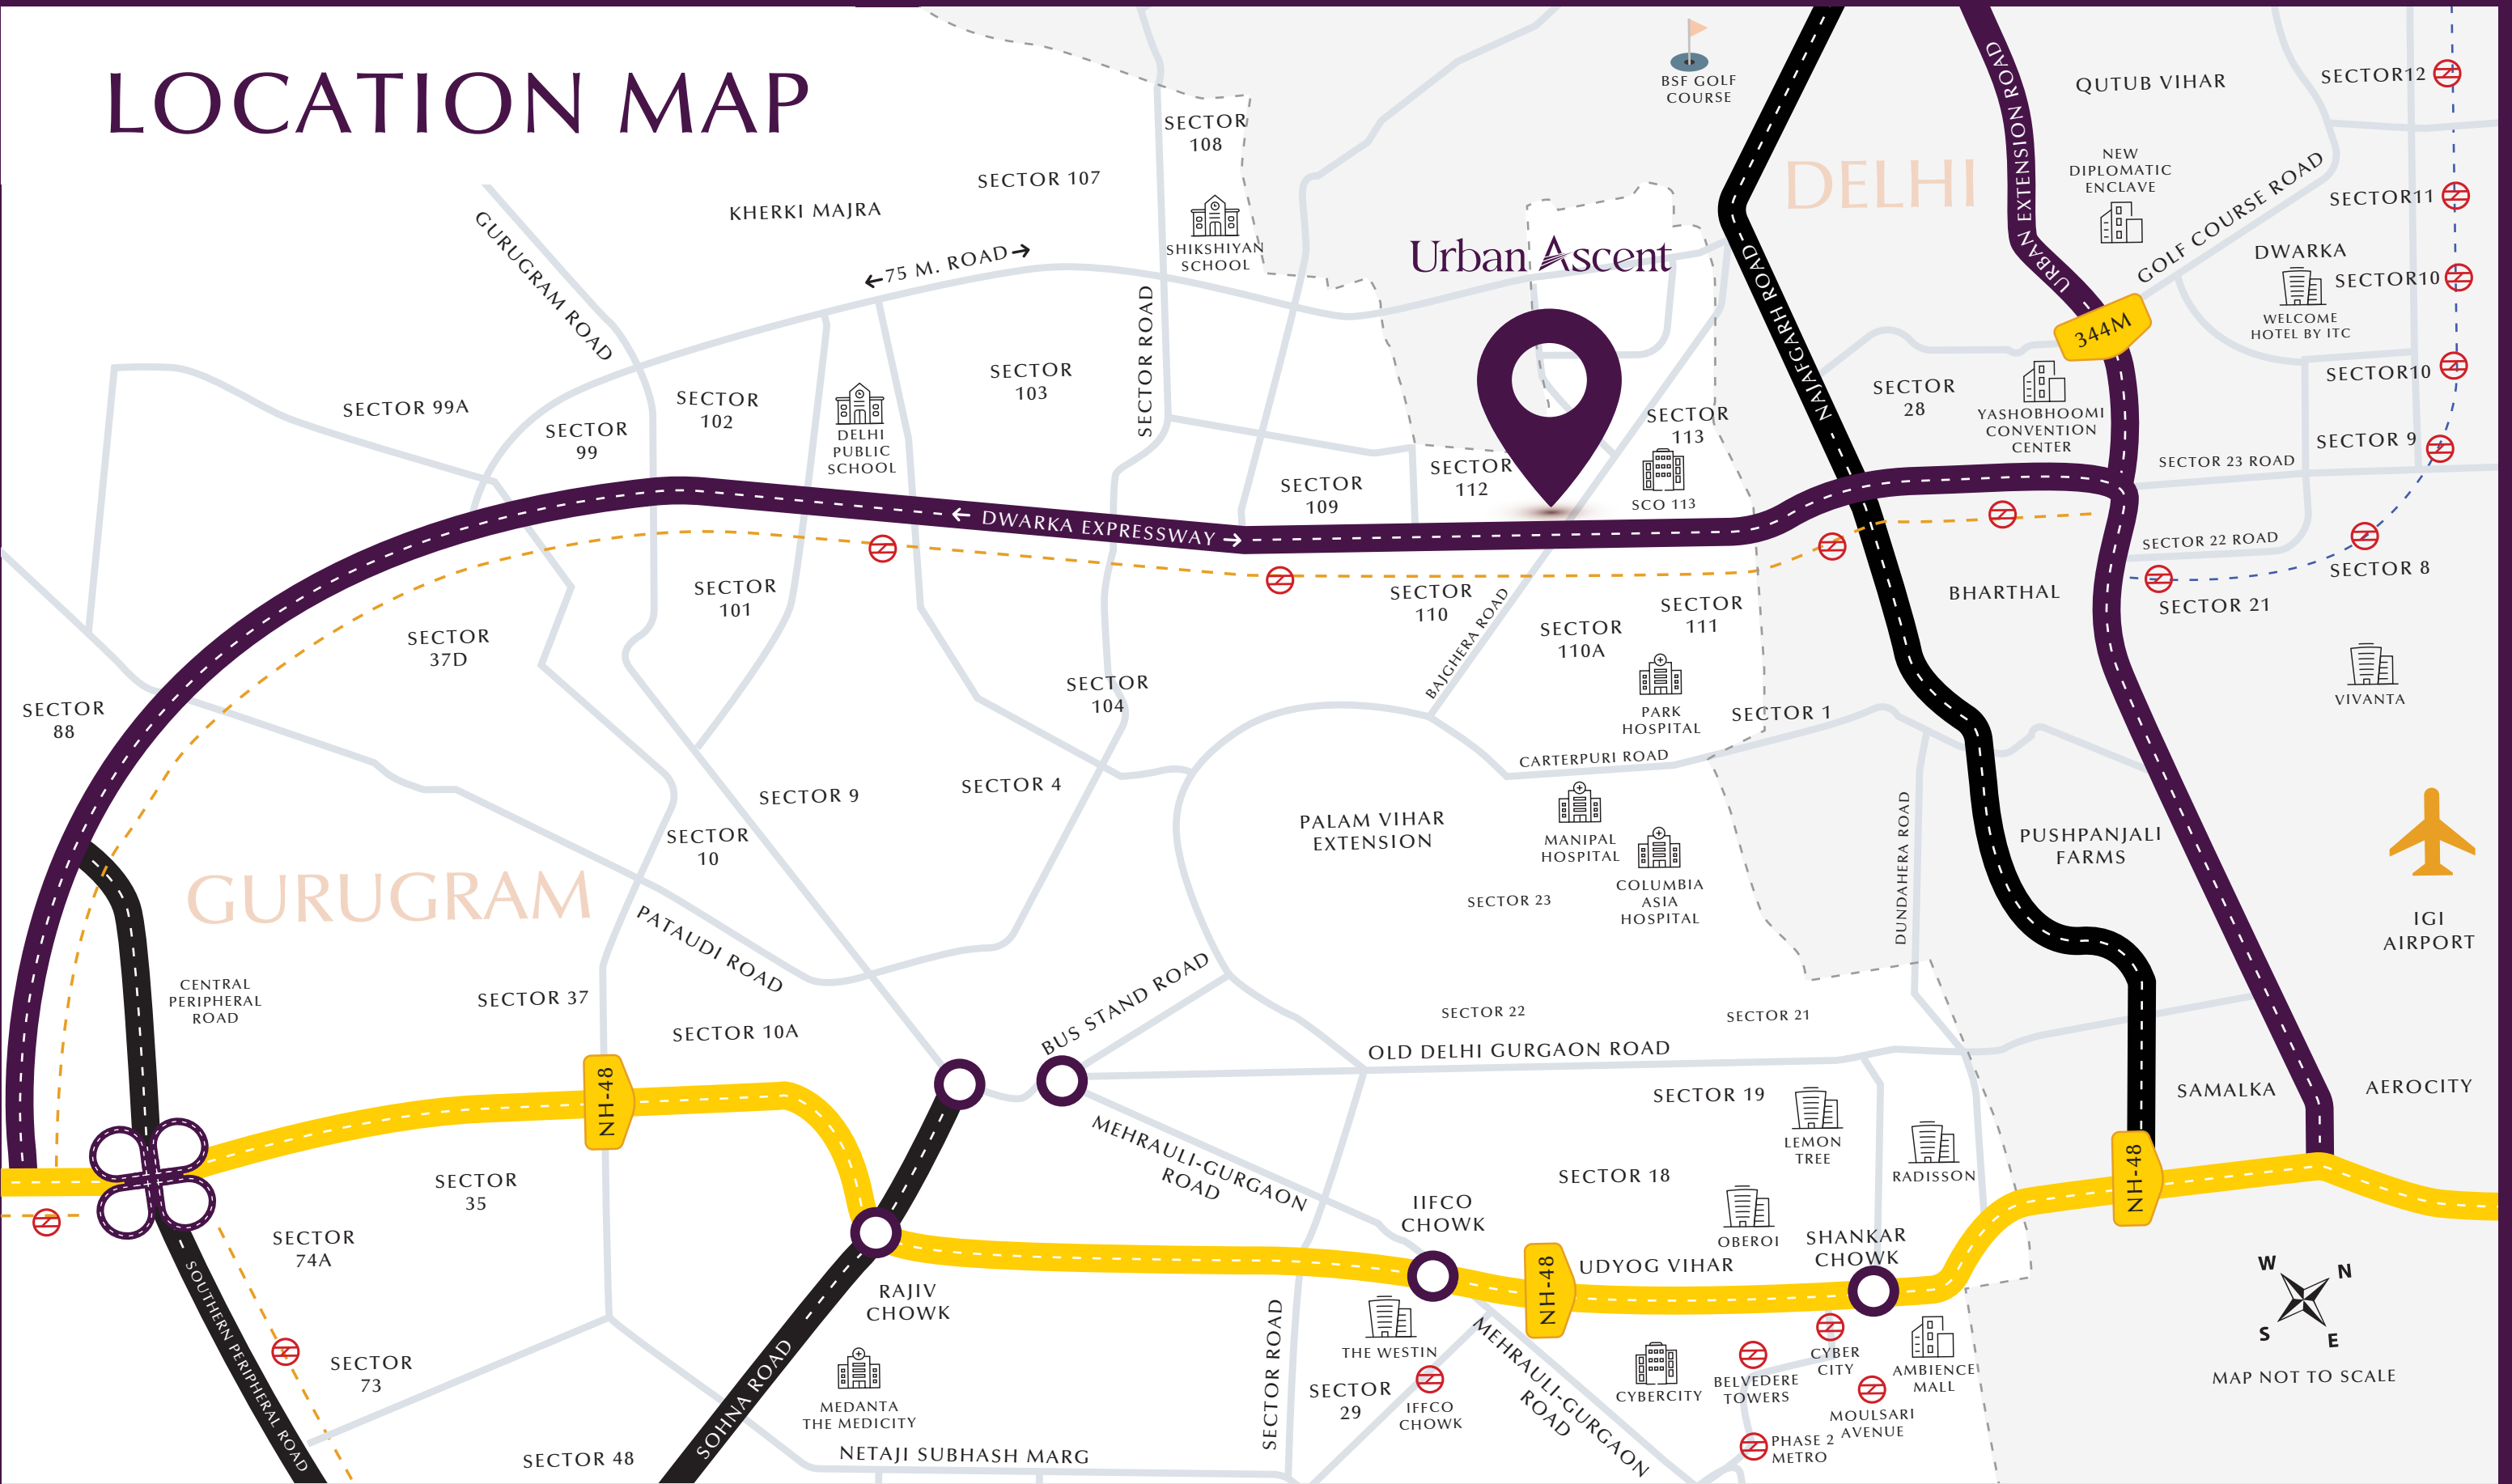 LOCATION MAP
BSF GOLF
COURSE
QUTUB VIHAR
SECTOR12
SECTOR
108
DELHI
NEW
DIPLOMATIC
ENCLAVE
URBAN EXTENSION ROAD
GOLF COURSE ROAD
SECTOR11
SECTOR 107
KHERKI MAJRA
GURUGRAM ROAD
75 M. ROAD
SHIKSHIYAN
SCHOOL
Urban Ascent
DWARKA
SECTOR10
WELCOME
HOTEL BY ITC
344M
NAJAFGARH ROAD
SECTOR ROAD
SECTOR 99A
SECTOR
99
SECTOR
102
DELHI
PUBLIC
SCHOOL
SECTOR
103
SECTOR
113
SECTOR
28
YASHOBHOOMI
CONVENTION
CENTER
SECTOR10
SECTOR 9
SECTOR 23 ROAD
SECTOR
109
SECTOR
112
SCO 113
DWARKA EXPRESSWAY
SECTOR 22 ROAD
SECTOR 8
SECTOR 21
SECTOR
101
SECTOR
37D
SECTOR
110
BAJGHERA ROAD
SECTOR
110A
SECTOR
111
BHARTHAL
SECTOR
88
SECTOR
104
PARK
HOSPITAL
SECTOR 1
VIVANTA
CARTERPURI ROAD
SECTOR 9
SECTOR 4
SECTOR
10
PALAM VIHAR
EXTENSION
MANIPAL
HOSPITAL
COLUMBIA
ASIA
HOSPITAL
DUNDAHERA ROAD
PUSHPANJALI
FARMS
GURUGRAM
PATAUDI ROAD
SECTOR 23
IGI
AIRPORT
CENTRAL
PERIPHERAL
ROAD
SECTOR 37
SECTOR 10A
BUS STAND ROAD
SECTOR 22
SECTOR 21
OLD DELHI GURGAON ROAD
NH-48
SECTOR 19
LEMON
TREE
RADISSON
SAMALKA
AEROCITY
MEHRAULI-GURGAON
ROAD
SECTOR
35
SECTOR 18
NH-48
IIFCO
CHOWK
OBEROI
SHANKAR
CHOWK
SECTOR
74A
SOUTHERN PERIPHERAL ROAD
RAJIV
CHOWK
NH-48
UDYOG VIHAR
W
N
S
E
MAP NOT TO SCALE
SECTOR
73
SOHNA ROAD
MEDANTA
THE MEDICITY
SECTOR ROAD
THE WESTIN
SECTOR
29
IFFCO
CHOWK
MEHRAULI-GURGAON
ROAD
CYBERCITY
BELVEDERE
TOWERS
CYBER
CITY
AMBIENCE
MALL
MOULSARI
AVENUE
PHASE 2
METRO
SECTOR 48
NETAJI SUBHASH MARG